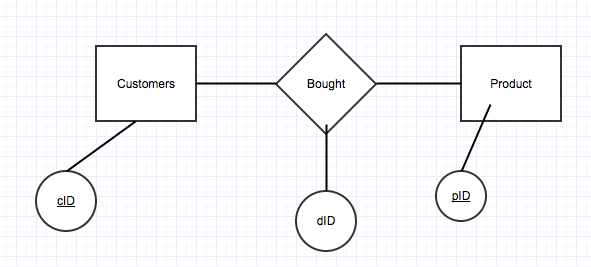 Customers
Bought
Product
cID
dID
pID